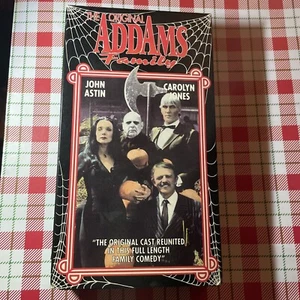 THE ORIGINAL
ADDAMS
Family
JOHN
ASTIN
CAROLYN
JONES
"THE ORIGINAL CAST REUNITED
IN THIS FULL LENGTH
FAMILY COMEDY"